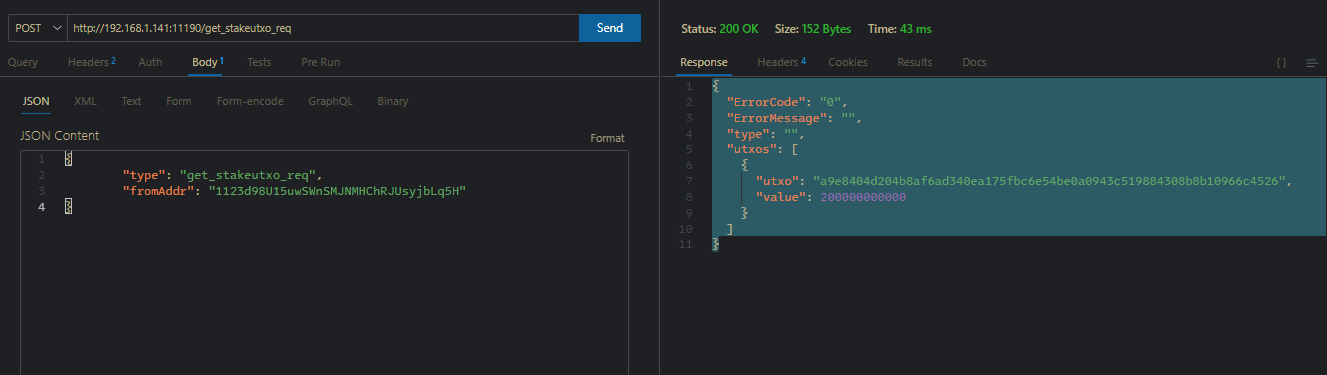 POST http://192.168.1.141:11190/get_stakeutxo_req Send
Query Headers 2 Auth Body 1 Tests Pre Run
JSON XML Text Form Form-encode GraphQL Binary
JSON Content Format
1 {
2 "type": "get_stakeutxo_req",
3 "fromAddr": "1123d98U15uwSWnSMJNMHChRJUsyjbLq5H"
4 }
Status: 200 OK Size: 152 Bytes Time: 43 ms
Response Headers 4 Cookies Results Docs { }
1 {
2 "ErrorCode": "0",
3 "ErrorMessage": "",
4 "type": "",
5 "utxos": [
6 {
7 "utxo": "a9e8404d204b8af6ad340ea175fbc6e54be0a0943c519884308b8b10966c4526",
8 "value": 200000000000
9 }
10 ]
11 }